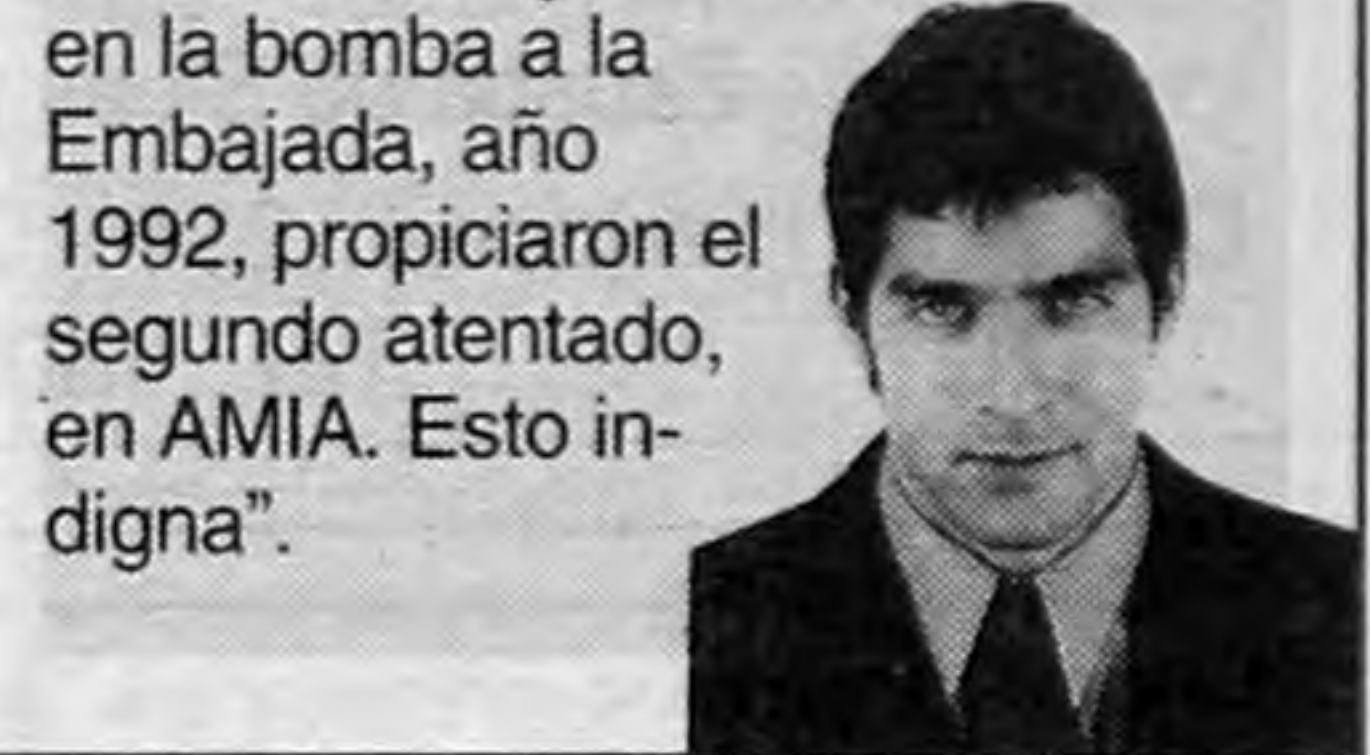 en la bomba a la
Embajada, año
1992, propiciaron el
segundo atentado,
en AMIA. Esto in-
digna”.